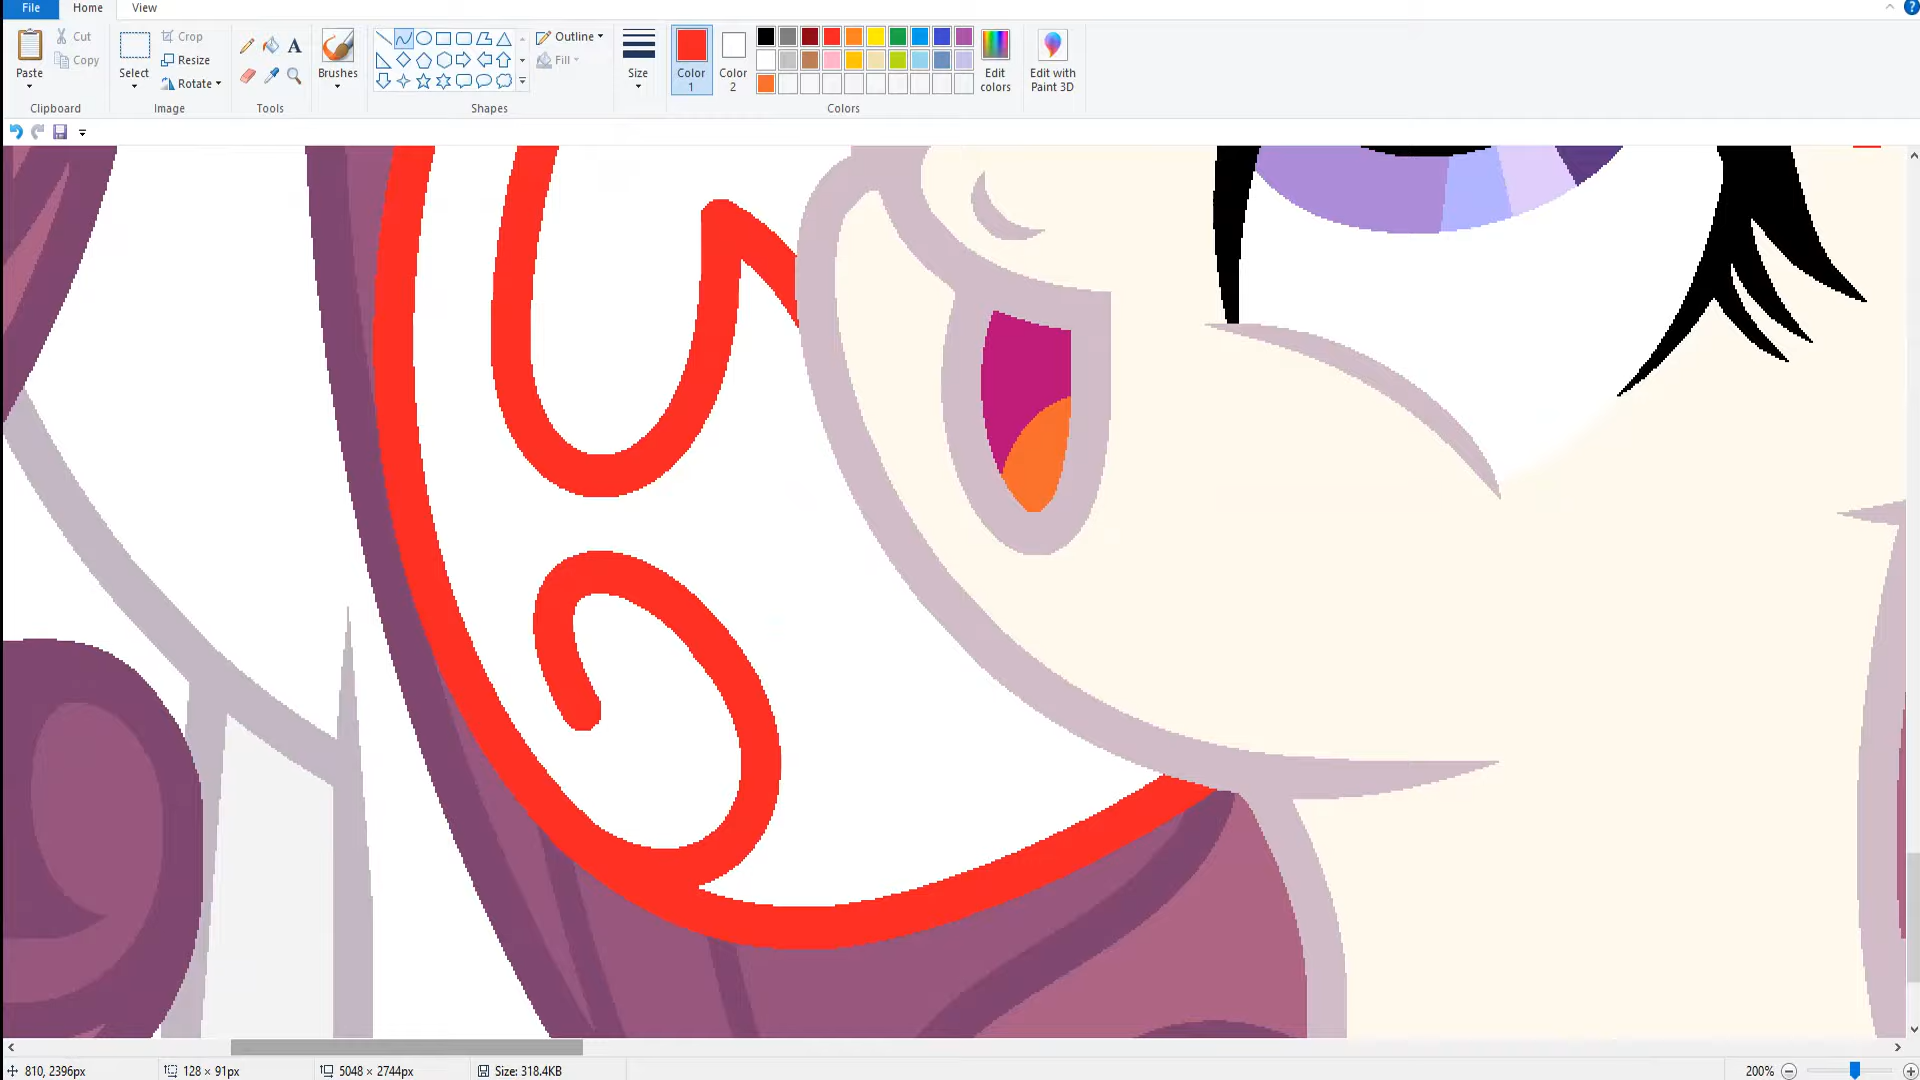 File Home View
Paste Cut Copy Clipboard
Select Crop Resize Rotate Image
Tools
Brushes
Shapes Outline Fill
Size
Color 1 Color 2 Edit colors Colors
Edit with Paint 3D
810, 2396px 128 × 91px 5048 × 2744px Size: 318.4KB 200%